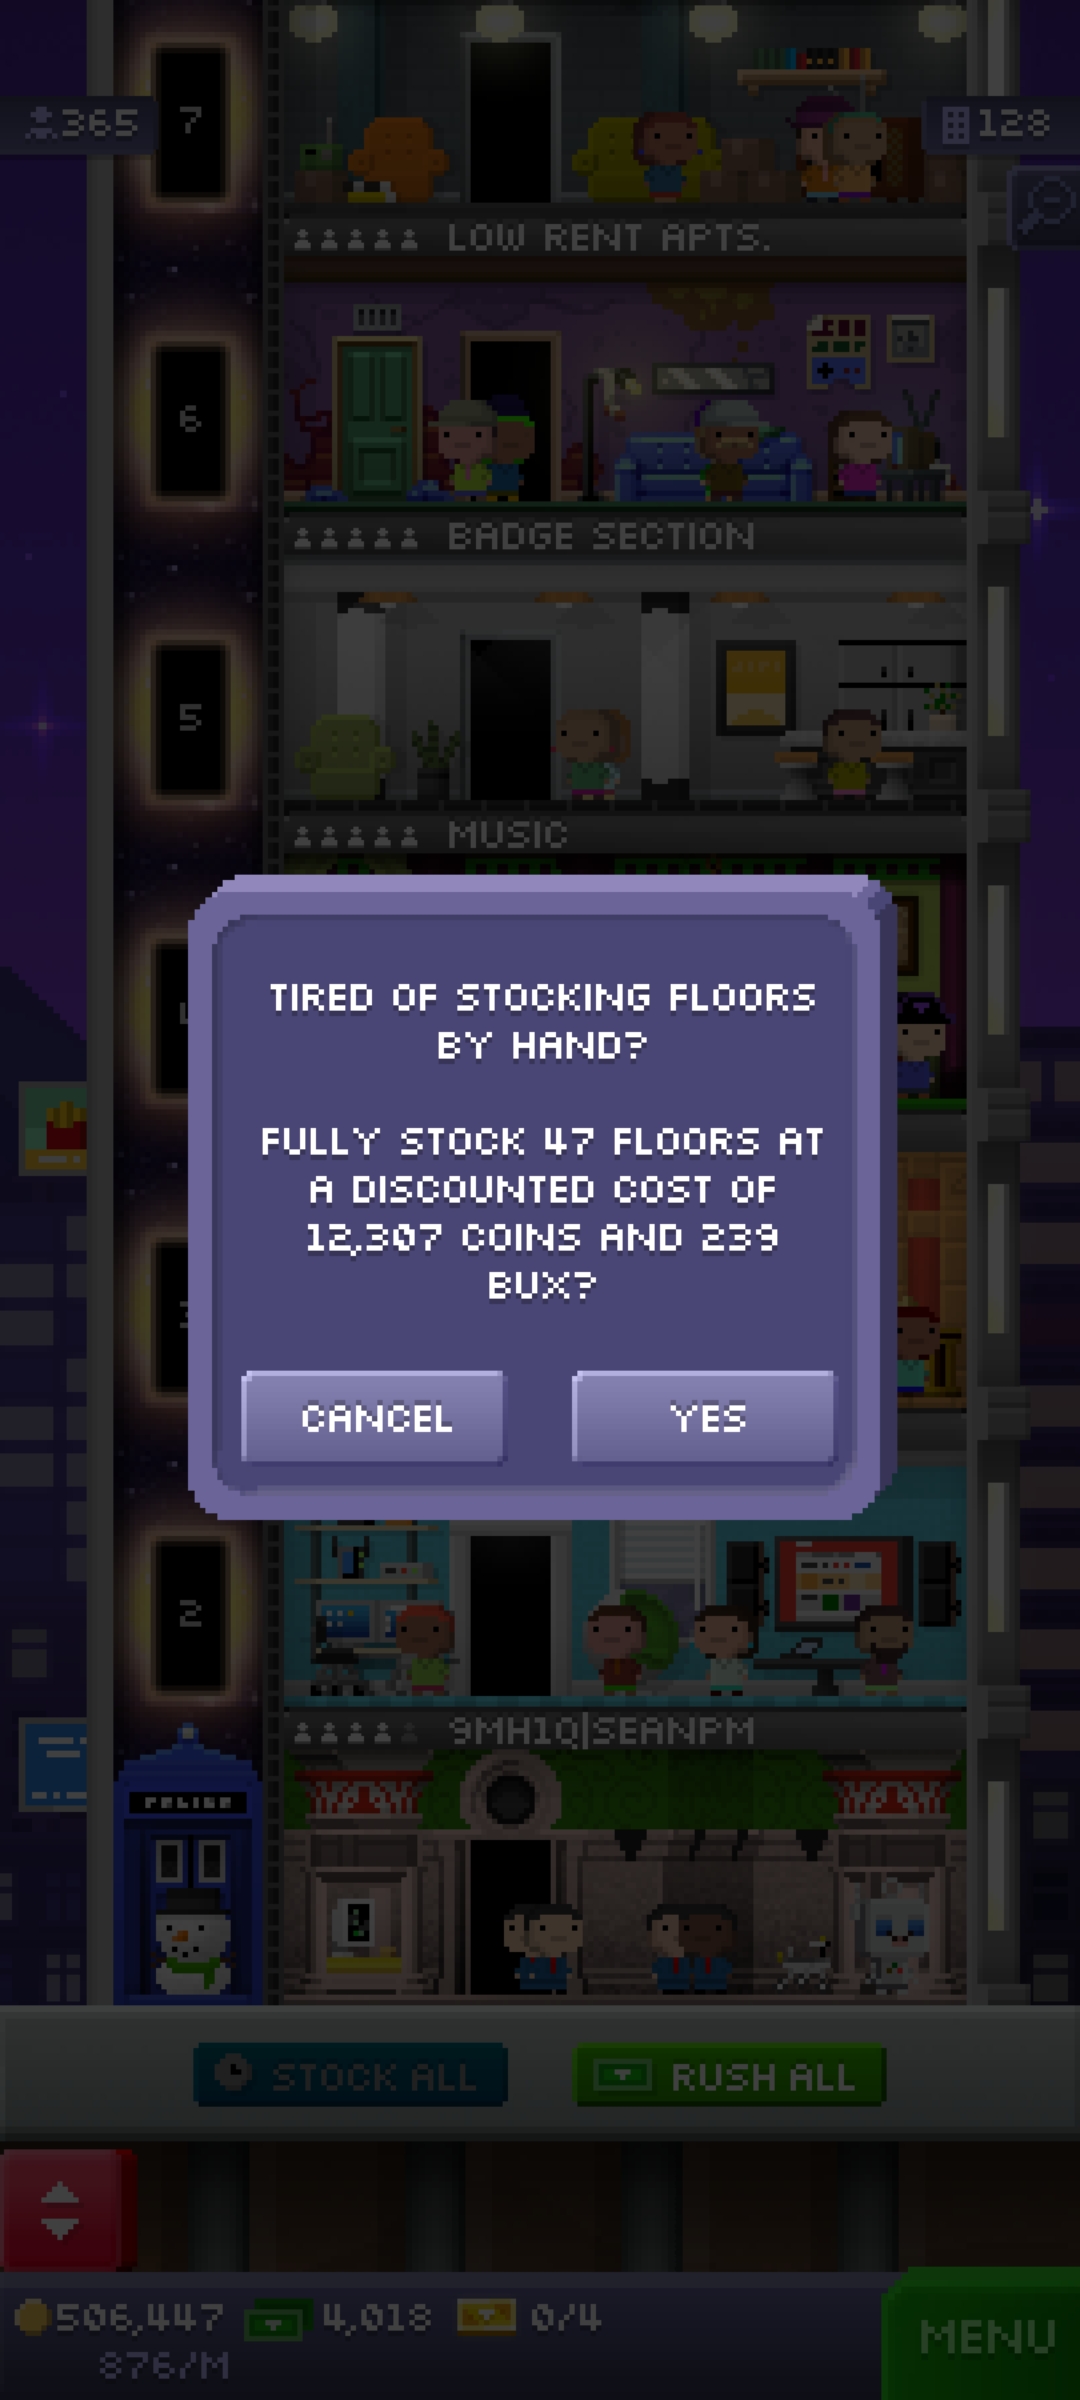 7
365
128
LOW RENT APTS.
6
BADGE SECTION
5
MUSIC
TIRED OF STOCKING FLOORS
BY HAND?
FULLY STOCK 47 FLOORS AT
A DISCOUNTED COST OF
12,307 COINS AND 239
BUX?
CANCEL
YES
2
9MH1Q|SEANPM
POLICE
STOCK ALL
RUSH ALL
506,447
4,018
0/4
876/M
MENU